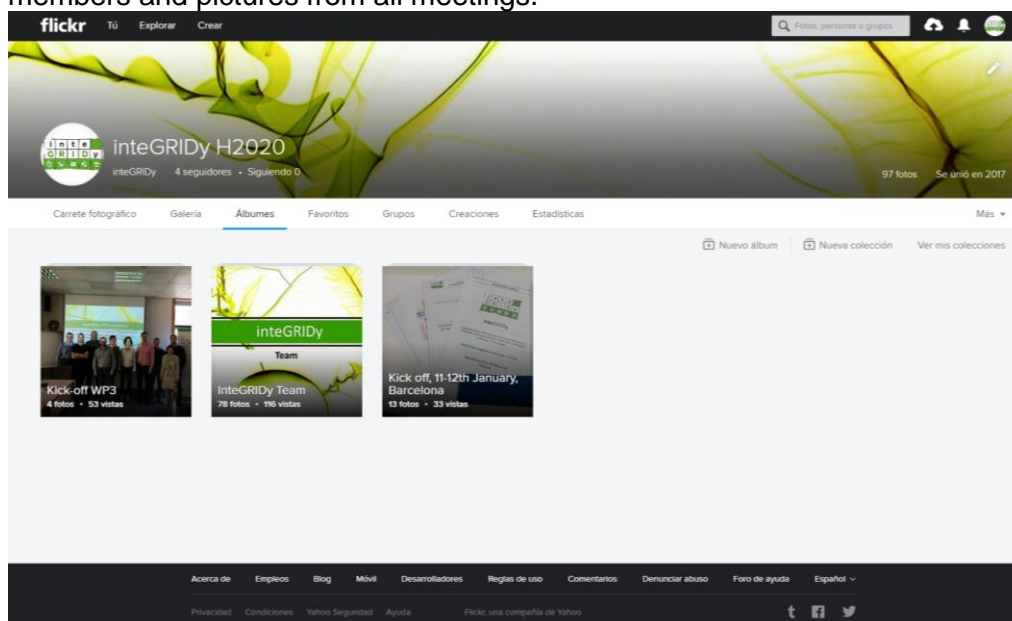 members and pictures from all meetings.
flickr Tú Explorar Crear
Fotos, personas o grupos
inte
GRIDy
inteGRIDy H2020
inteGRIDy 4 seguidores • Siguiendo 0
97 fotos Se unió en 2017
Carrete fotográfico Galería Álbumes Favoritos Grupos Creaciones Estadísticas Más
Nuevo álbum Nueva colección Ver mis colecciones
Kick-off WP3
4 fotos • 53 vistas
inteGRIDy
Team
InteGRIDy Team
78 fotos • 116 vistas
Kick off, 11-12th January,
Barcelona
13 fotos • 33 vistas
Acerca de Empleos Blog Móvil Desarrolladores Reglas de uso Comentarios Denunciar abuso Foro de ayuda Español
Privacidad Condiciones Yahoo Seguridad Ayuda Flickr, una compañía de Yahoo